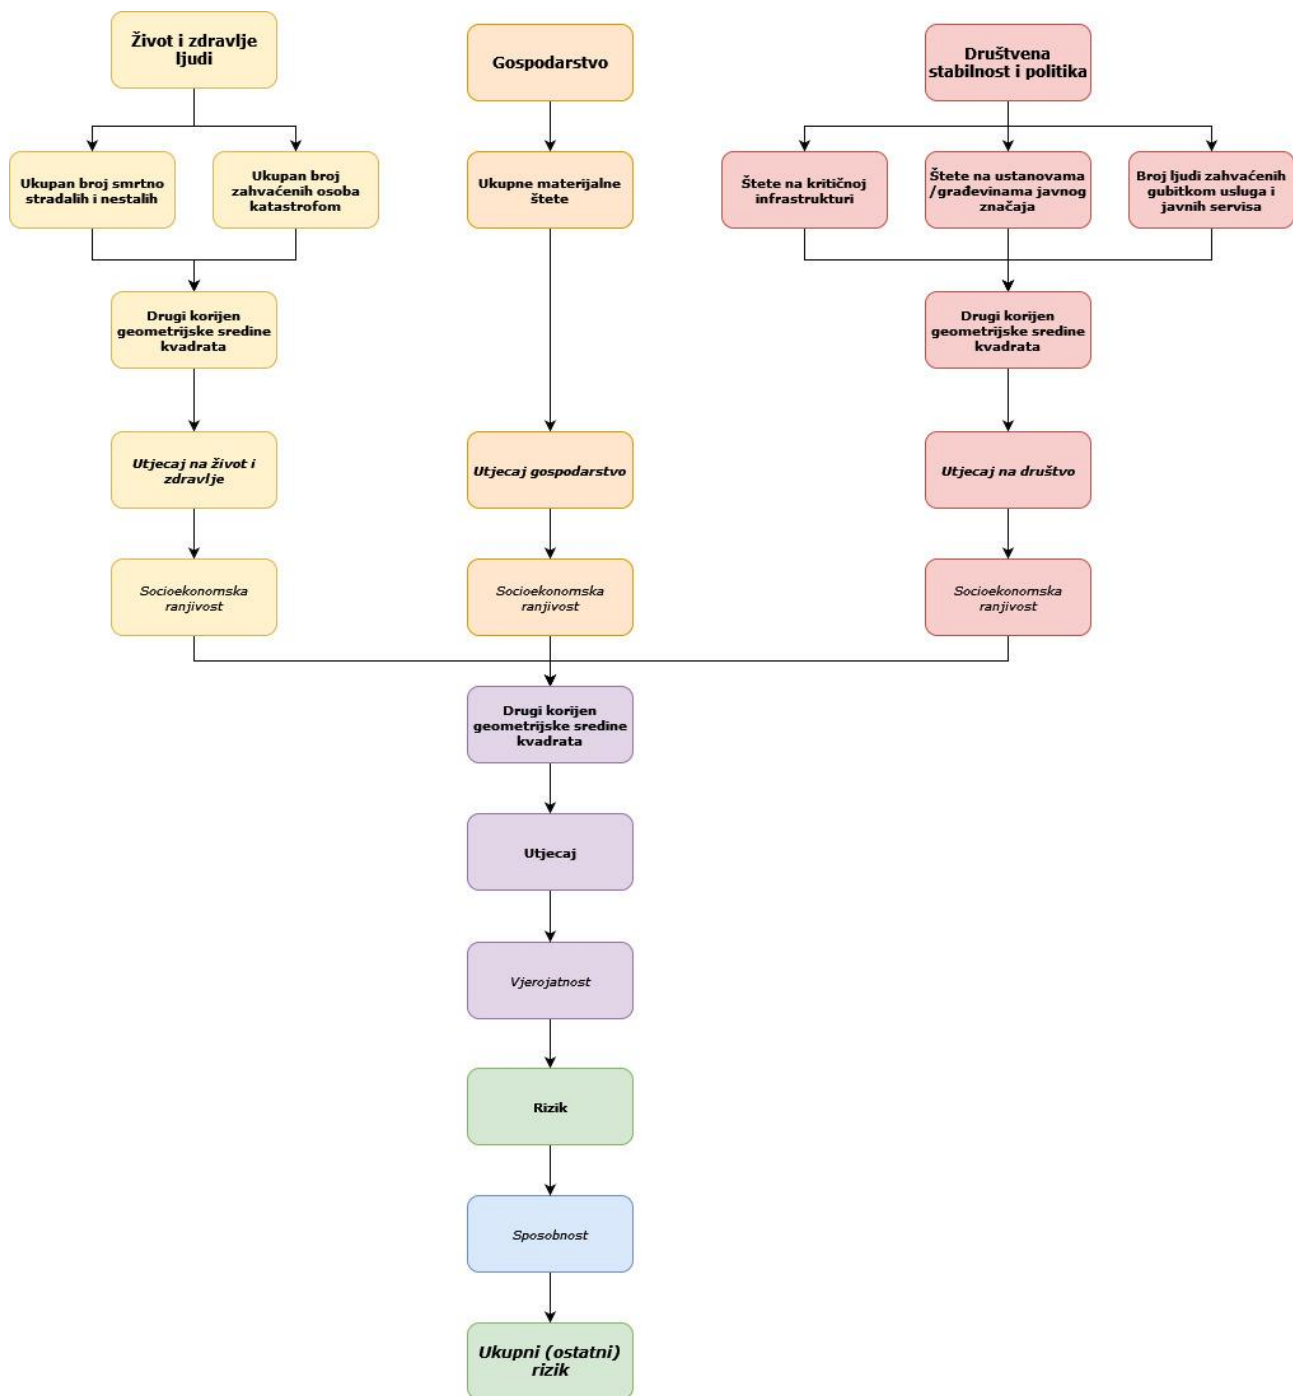 Život i zdravlje
ljudi
Gospodarstvo
Društvena
stabilnost i politika
Ukupan broj smrtno
stradalih i nestalih
Ukupan broj
zahvaćenih osoba
katastrofom
Ukupne materijalne
štete
Štete na kritičnoj
infrastrukturi
Štete na ustanovama
/građevinama javnog
značaja
Broj ljudi zahvaćenih
gubitkom usluga i
javnih servisa
Drugi korijen
geometrijske sredine
kvadrata
Drugi korijen
geometrijske sredine
kvadrata
Utjecaj na život i
zdravlje
Utjecaj gospodarstvo
Utjecaj na društvo
Socioekonomska
ranjivost
Socioekonomska
ranjivost
Socioekonomska
ranjivost
Drugi korijen
geometrijske sredine
kvadrata
Utjecaj
Vjerojatnost
Rizik
Sposobnost
Ukupni (ostatni)
rizik